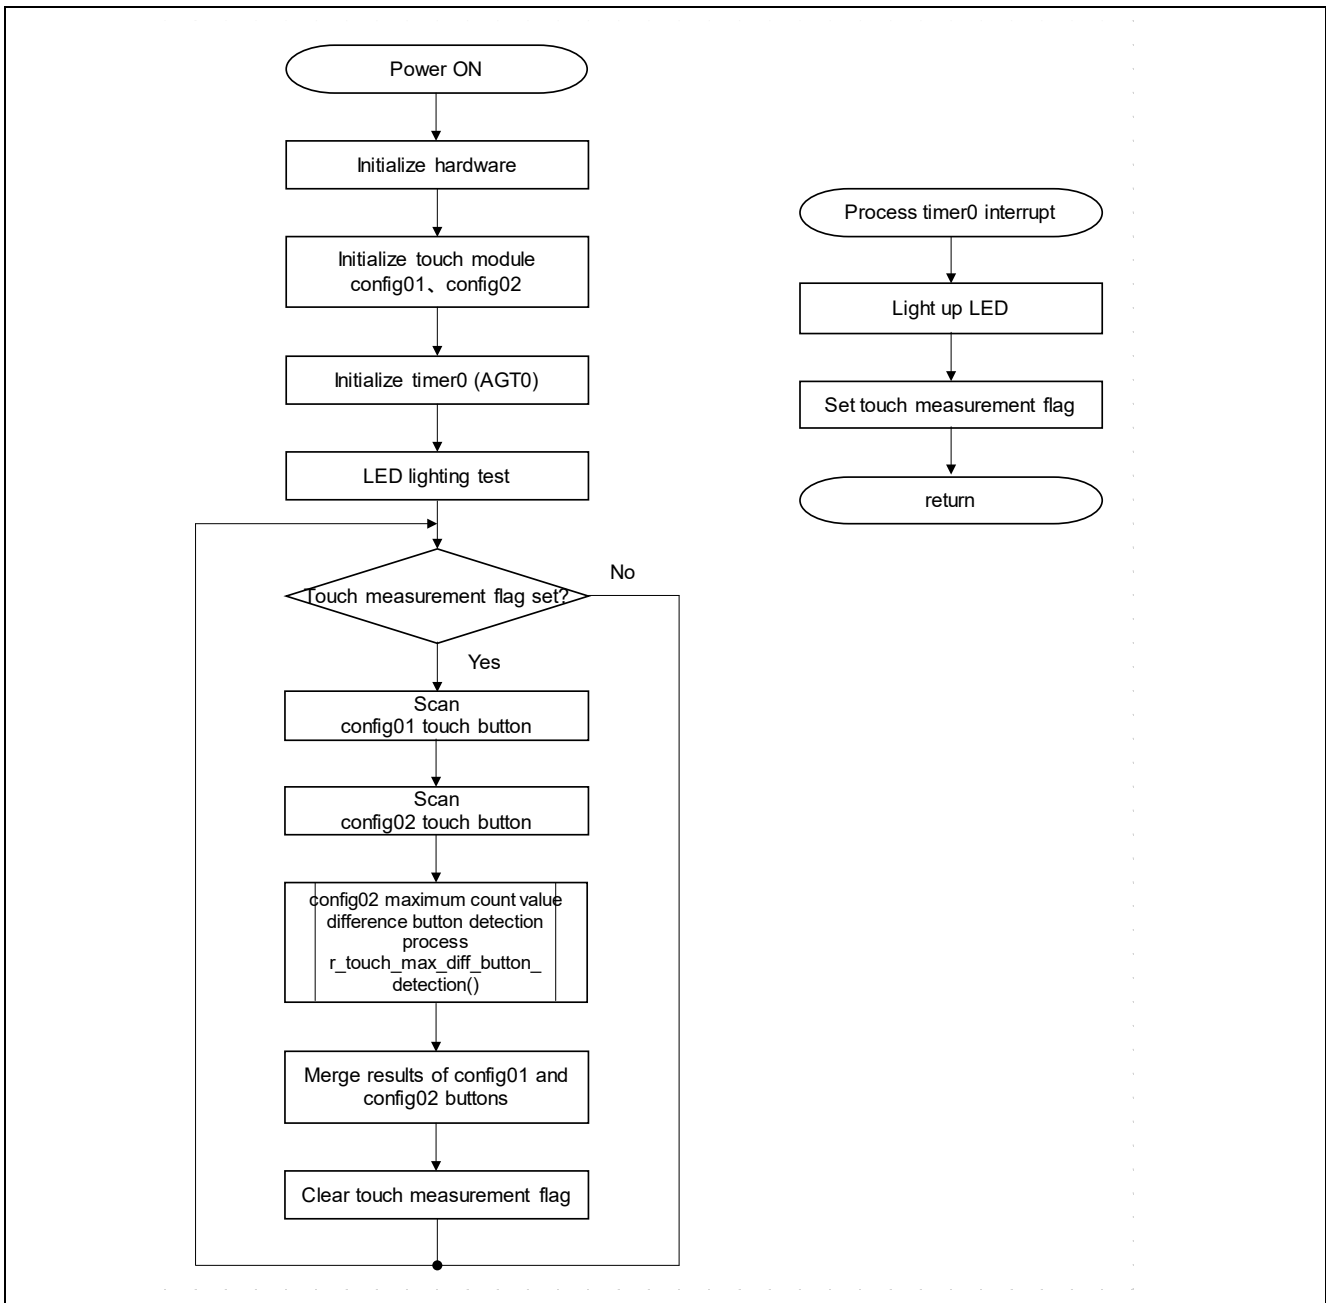 Power ON
Initialize hardware
Initialize touch module
config01、config02
Initialize timer0 (AGT0)
LED lighting test
Touch measurement flag set?
No
Yes
Scan
config01 touch button
Scan
config02 touch button
config02 maximum count value
difference button detection
process
r_touch_max_diff_button_
detection()
Merge results of config01 and
config02 buttons
Clear touch measurement flag
Process timer0 interrupt
Light up LED
Set touch measurement flag
return